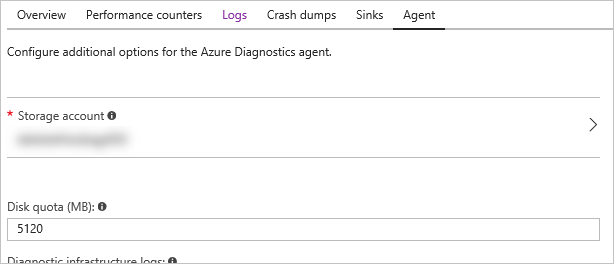 Overview Performance counters Logs Crash dumps Sinks Agent
Configure additional options for the Azure Diagnostics agent.
* Storage account
Disk quota (MB):
5120
Diagnostic infrastructure logs: